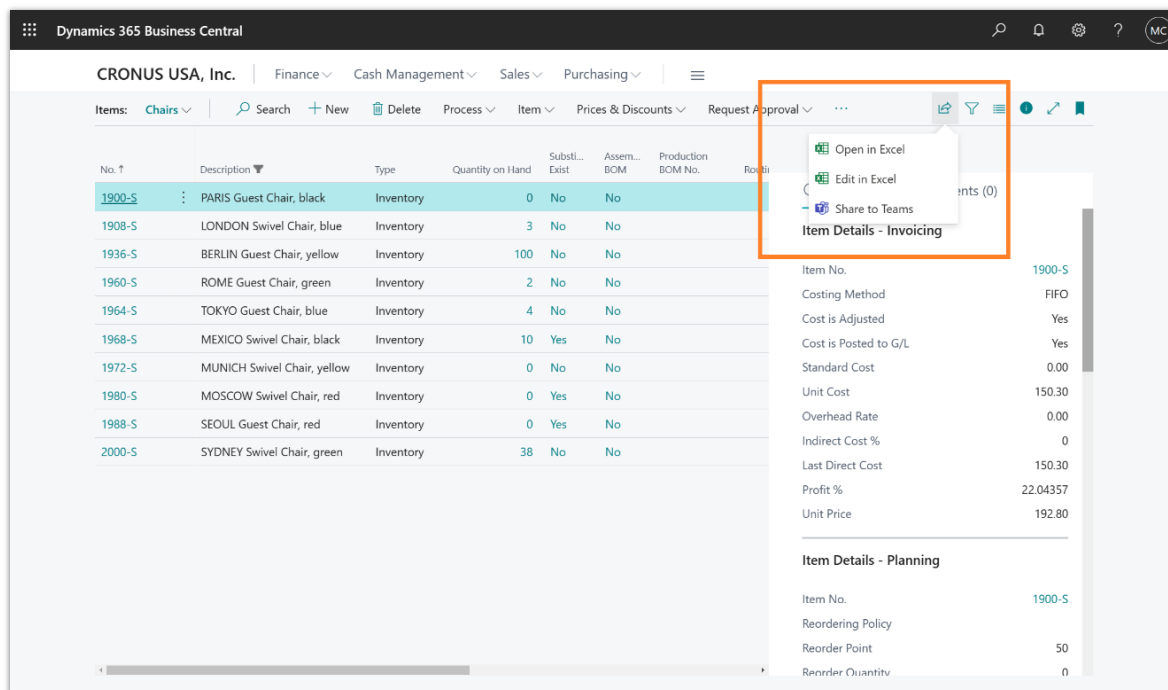 Dynamics 365 Business Central
? MC
CRONUS USA, Inc. Finance Cash Management Sales Purchasing
Items: Chairs Search New Delete Process Item Prices & Discounts Request Approval ...
Open in Excel
Edit in Excel
Share to Teams
ents (0)
No. ↑ Description Type Quantity on Hand Substi... Exist Assem... BOM Production BOM No.
1900-S PARIS Guest Chair, black Inventory 0 No No
1908-S LONDON Swivel Chair, blue Inventory 3 No No
1936-S BERLIN Guest Chair, yellow Inventory 100 No No
1960-S ROME Guest Chair, green Inventory 2 No No
1964-S TOKYO Guest Chair, blue Inventory 4 No No
1968-S MEXICO Swivel Chair, black Inventory 10 Yes No
1972-S MUNICH Swivel Chair, yellow Inventory 0 No No
1980-S MOSCOW Swivel Chair, red Inventory 0 Yes No
1988-S SEOUL Guest Chair, red Inventory 0 Yes No
2000-S SYDNEY Swivel Chair, green Inventory 38 No No
Item Details - Invoicing
Item No. 1900-S
Costing Method FIFO
Cost is Adjusted Yes
Cost is Posted to G/L Yes
Standard Cost 0.00
Unit Cost 150.30
Overhead Rate 0.00
Indirect Cost % 0
Last Direct Cost 150.30
Profit % 22.04357
Unit Price 192.80
Item Details - Planning
Item No. 1900-S
Reordering Policy
Reorder Point 50
Reorder Quantity 0